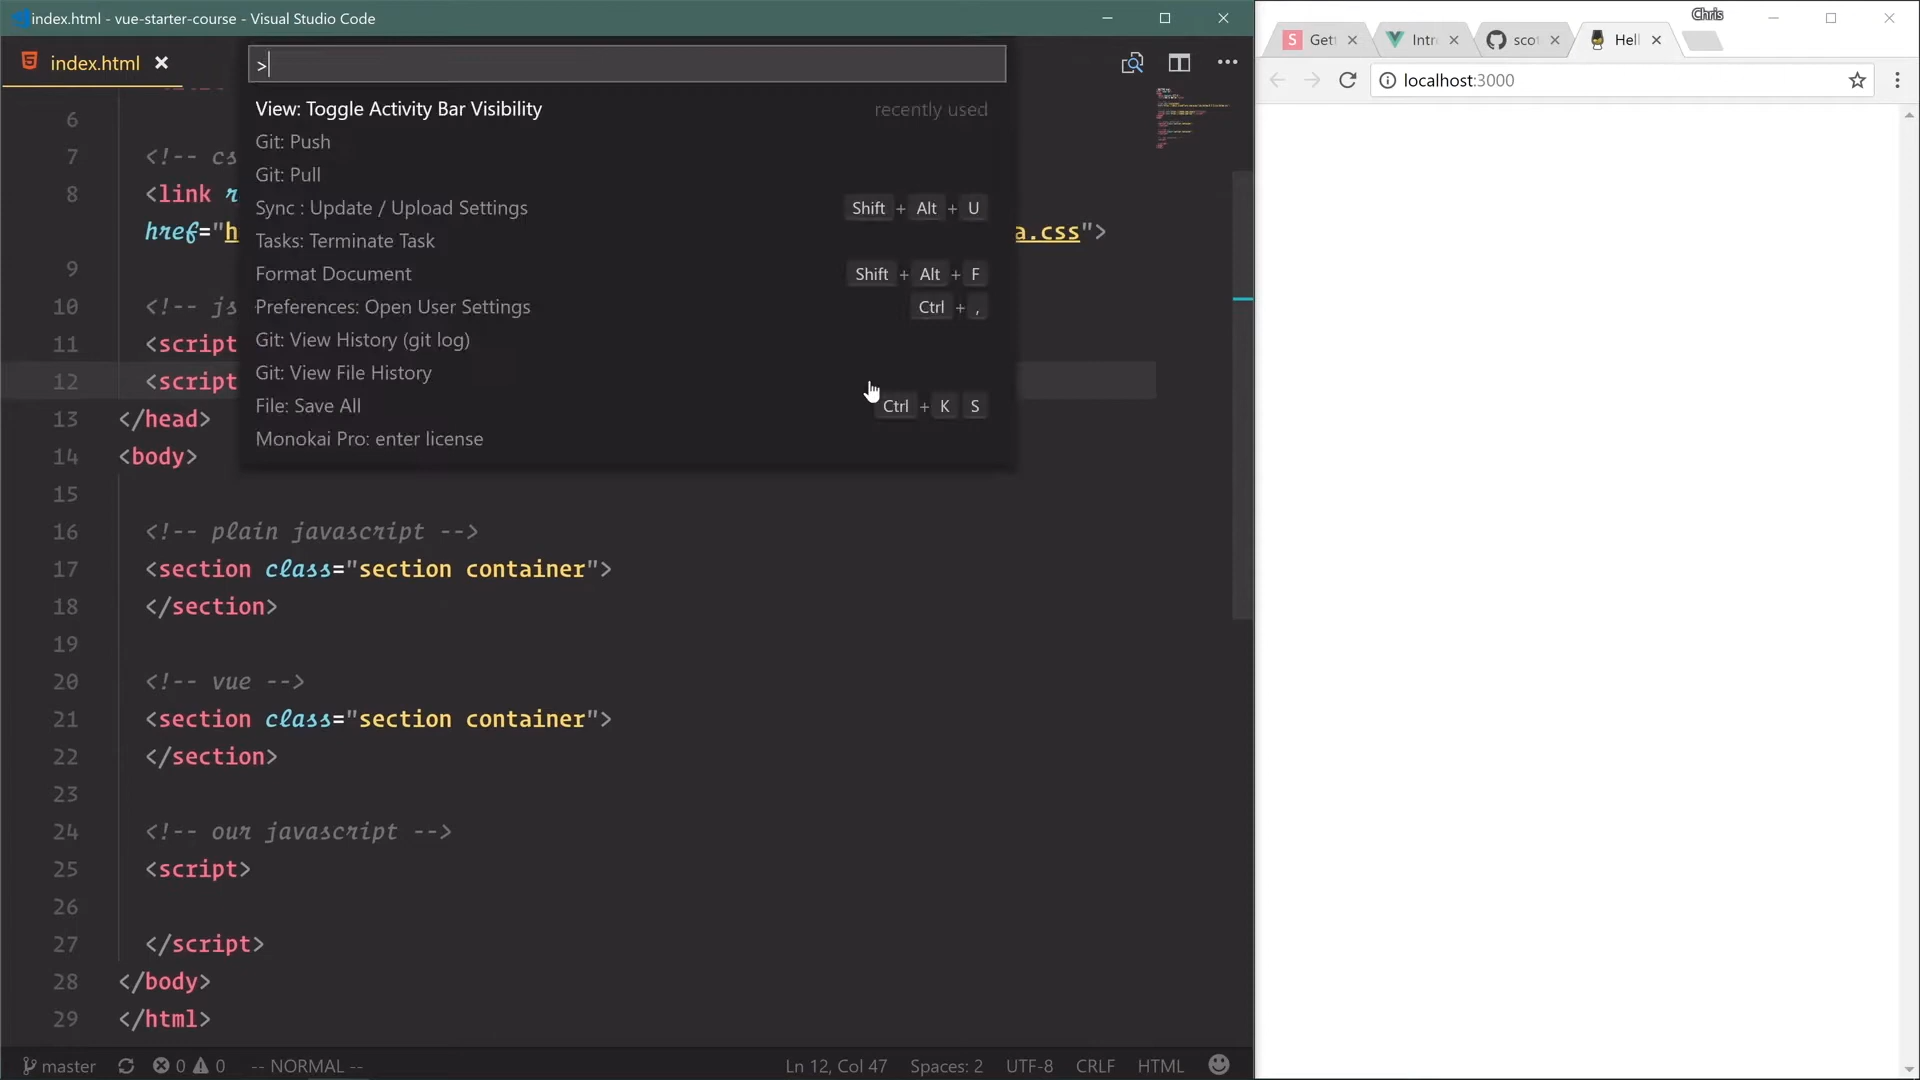 index.html - vue-starter-course - Visual Studio Code
Chris
index.html
>
Get
Intr
scot
Hell
localhost:3000
View: Toggle Activity Bar Visibility
recently used
Git: Push
Git: Pull
Sync : Update / Upload Settings Shift + Alt + U
Tasks: Terminate Task
Format Document Shift + Alt + F
Preferences: Open User Settings Ctrl + ,
Git: View History (git log)
Git: View File History
File: Save All Ctrl + K S
Monokai Pro: enter license
6
7 <!-- cs
8 <link r
href="h a.css">
9
10 <!-- js
11 <script
12 <script
13 </head>
14 <body>
15
16 <!-- plain javascript -->
17 <section class="section container">
18 </section>
19
20 <!-- vue -->
21 <section class="section container">
22 </section>
23
24 <!-- our javascript -->
25 <script>
26
27 </script>
28 </body>
29 </html>
master 0 0 -- NORMAL -- Ln 12, Col 47 Spaces: 2 UTF-8 CRLF HTML